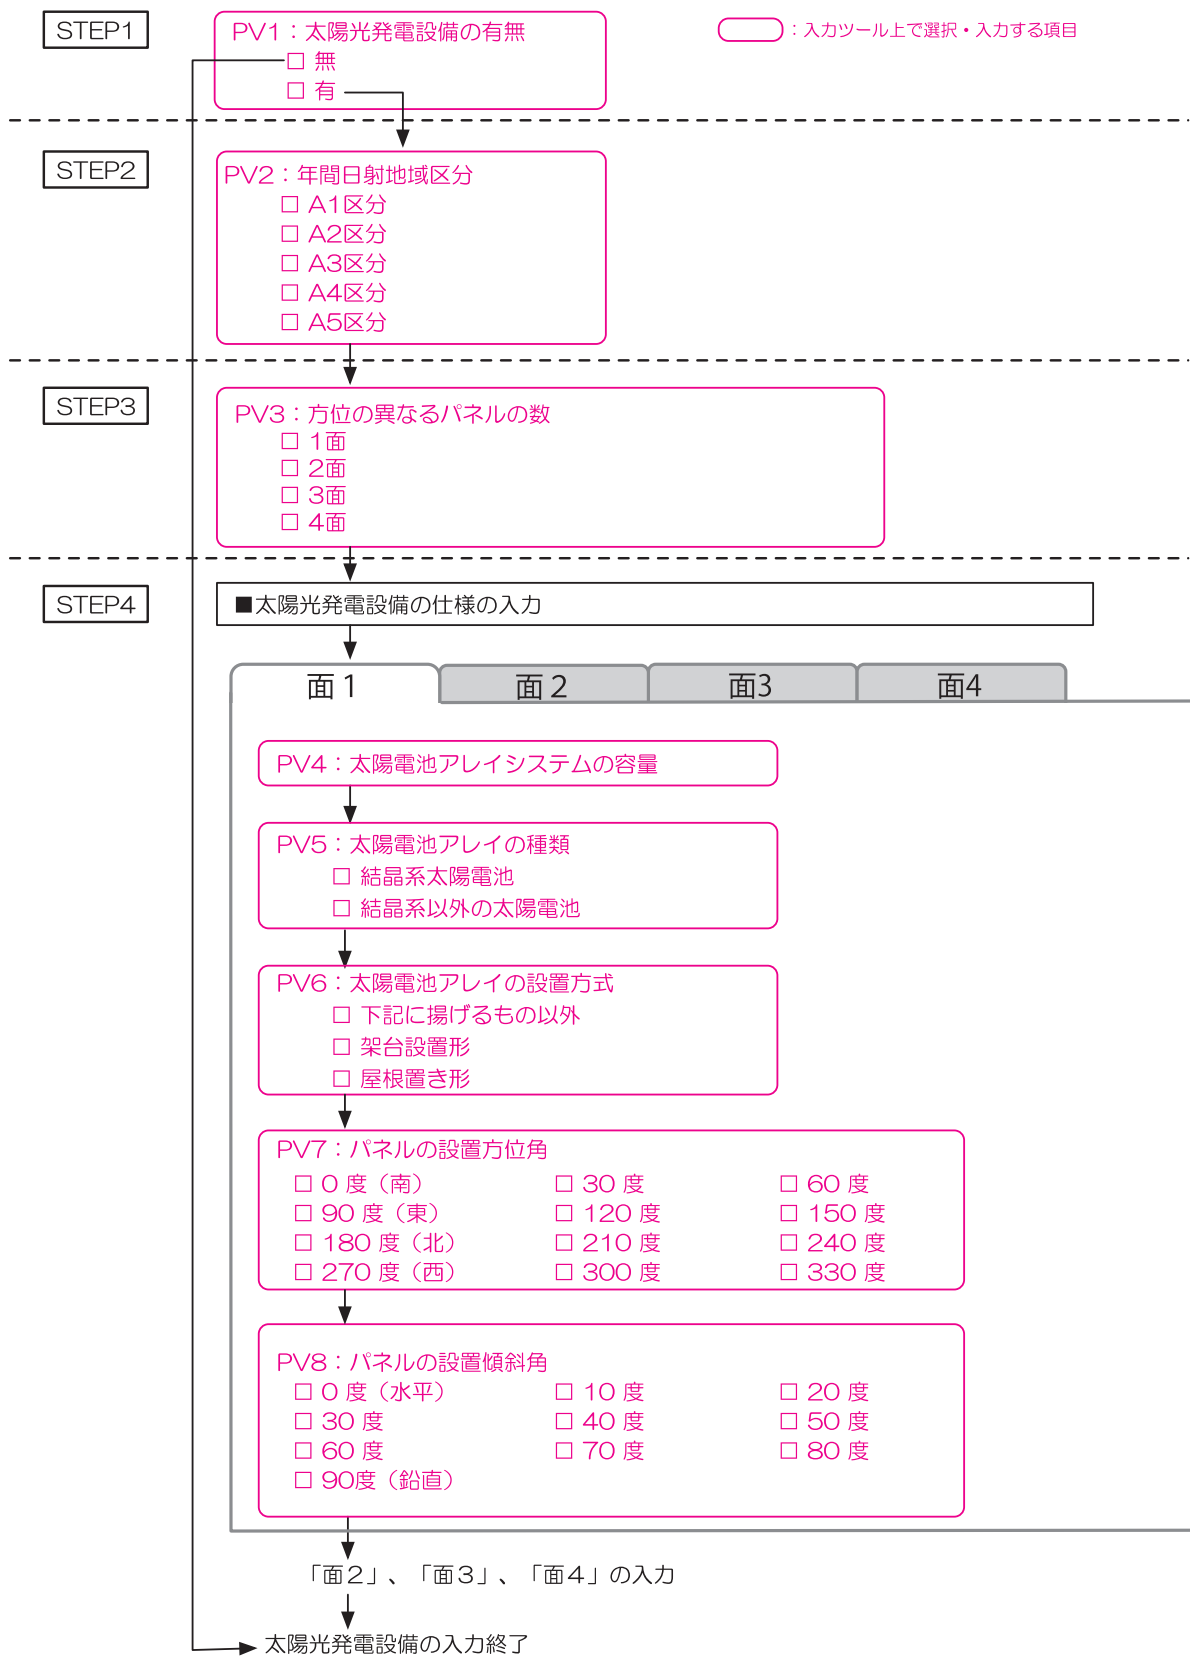 STEP1
PV1：太陽光発電設備の有無
□ 無
□ 有
：入力ツール上で選択・入力する項目
STEP2
PV2：年間日射地域区分
□ A1区分
□ A2区分
□ A3区分
□ A4区分
□ A5区分
STEP3
PV3：方位の異なるパネルの数
□ 1面
□ 2面
□ 3面
□ 4面
STEP4
■太陽光発電設備の仕様の入力
面 1 面 2 面3 面4
PV4：太陽電池アレイシステムの容量
PV5：太陽電池アレイの種類
□ 結晶系太陽電池
□ 結晶系以外の太陽電池
PV6：太陽電池アレイの設置方式
□ 下記に揚げるもの以外
□ 架台設置形
□ 屋根置き形
PV7：パネルの設置方位角
□ 0 度（南） □ 30 度 □ 60 度
□ 90 度（東） □ 120 度 □ 150 度
□ 180 度（北） □ 210 度 □ 240 度
□ 270 度（西） □ 300 度 □ 330 度
PV8：パネルの設置傾斜角
□ 0 度（水平） □ 10 度 □ 20 度
□ 30 度 □ 40 度 □ 50 度
□ 60 度 □ 70 度 □ 80 度
□ 90度（鉛直）
「面２」、「面３」、「面４」の入力
太陽光発電設備の入力終了